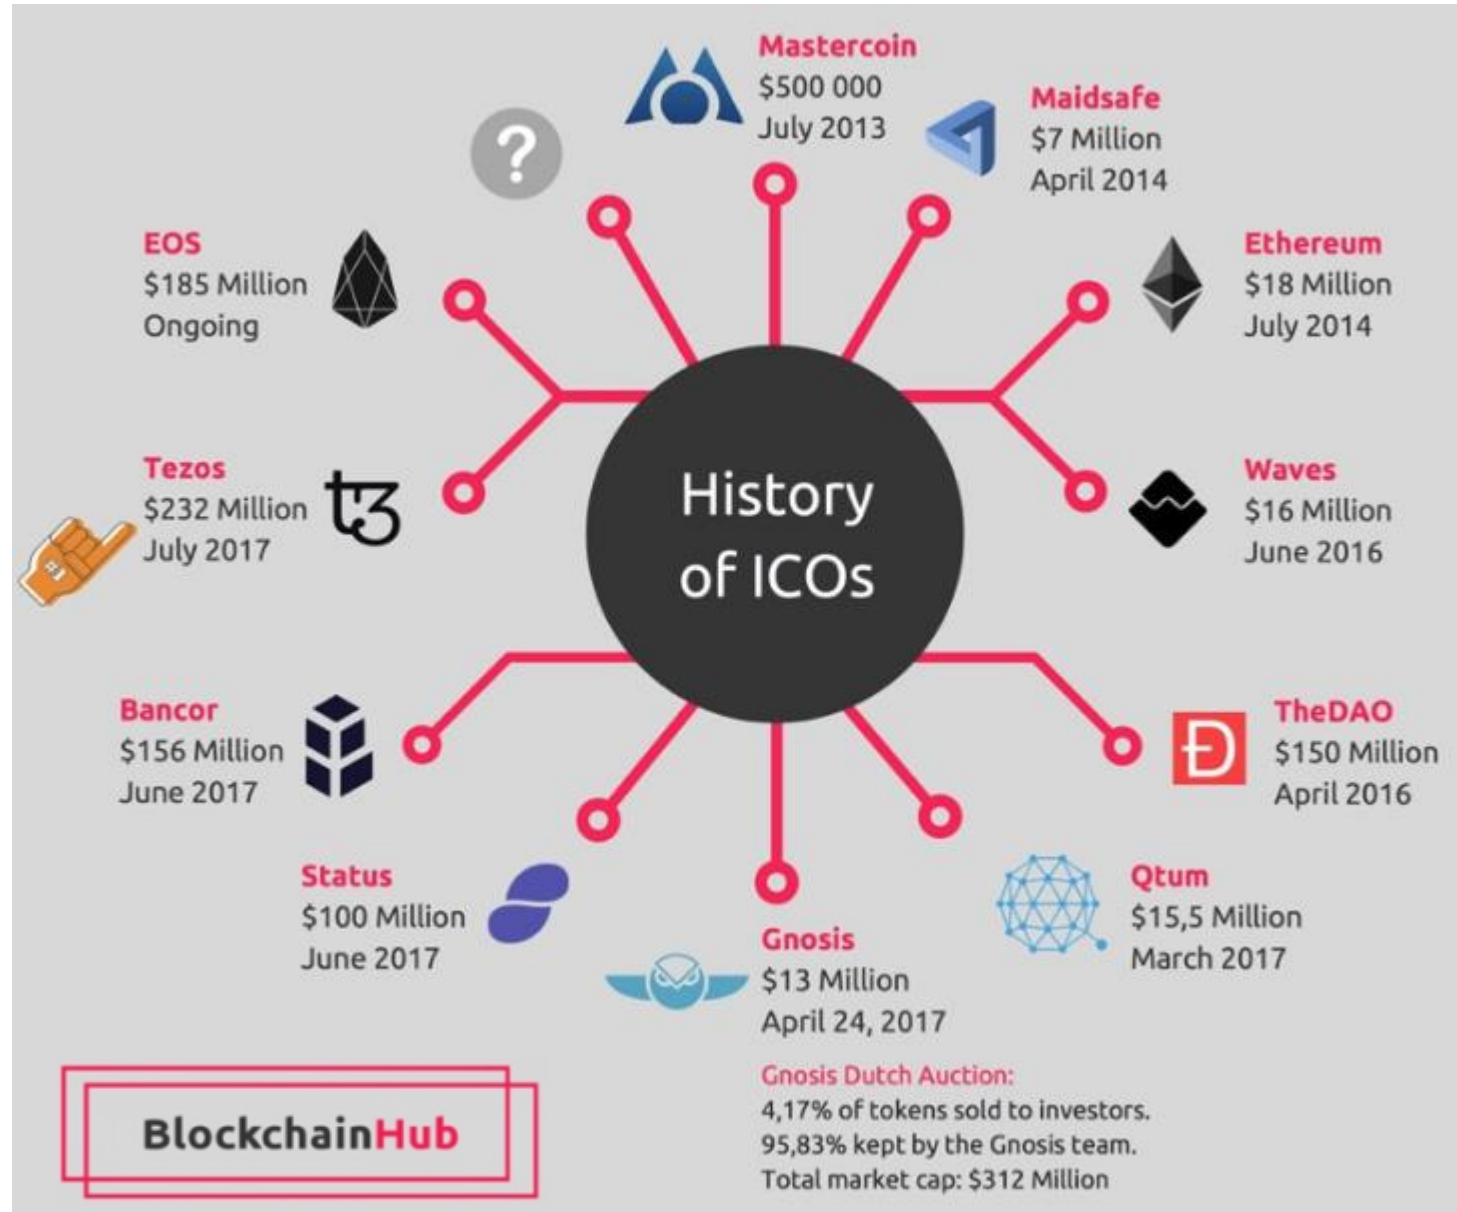 Mastercoin
$500 000
July 2013
Maidsafe
$7 Million
April 2014
?
EOS
$185 Million
Ongoing
Ethereum
$18 Million
July 2014
Tezos
$232 Million
July 2017
#1
Waves
$16 Million
June 2016
History
of ICOs
Bancor
$156 Million
June 2017
TheDAO
$150 Million
April 2016
Status
$100 Million
June 2017
Qtum
$15,5 Million
March 2017
Gnosis
$13 Million
April 24, 2017
Gnosis Dutch Auction:
4,17% of tokens sold to investors.
95,83% kept by the Gnosis team.
Total market cap: $312 Million
BlockchainHub